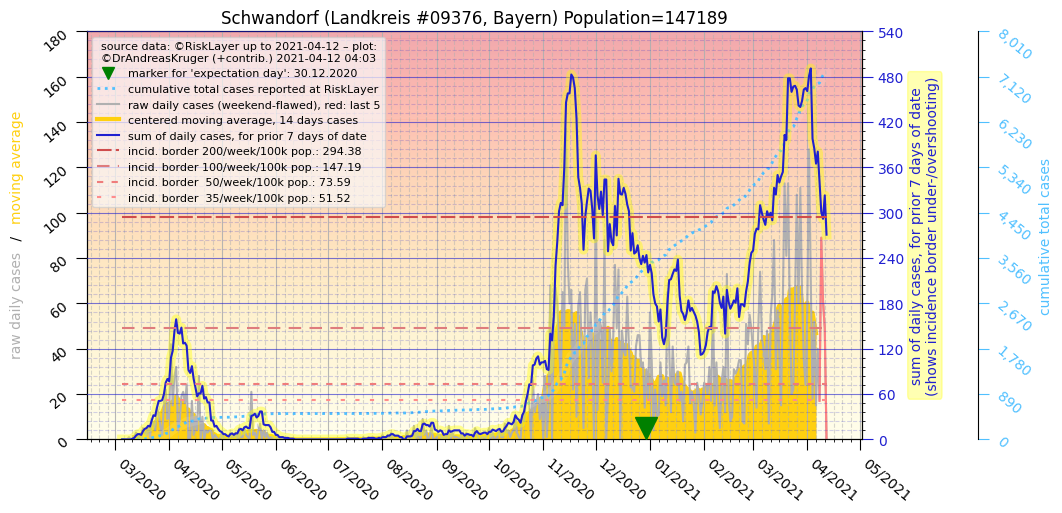 Schwandorf (Landkreis #09376, Bayern) Population=147189
source data: ©RiskLayer up to 2021-04-12 – plot:
©DrAndreasKruger (+contrib.) 2021-04-12 04:03
marker for 'expectation day': 30.12.2020
cumulative total cases reported at RiskLayer
raw daily cases (weekend-flawed), red: last 5
centered moving average, 14 days cases
sum of daily cases, for prior 7 days of date
incid. border 200/week/100k pop.: 294.38
incid. border 100/week/100k pop.: 147.19
incid. border  50/week/100k pop.: 73.59
incid. border  35/week/100k pop.: 51.52
raw daily cases / moving average
180
160
140
120
100
80
60
40
20
0
03/2020
04/2020
05/2020
06/2020
07/2020
08/2020
09/2020
10/2020
11/2020
12/2020
01/2021
02/2021
03/2021
04/2021
05/2021
540
480
420
360
300
240
180
120
60
0
sum of daily cases, for prior 7 days of date
(shows incidence border under-/overshooting)
8,010
7,120
6,230
5,340
4,450
3,560
2,670
1,780
890
0
cumulative total cases